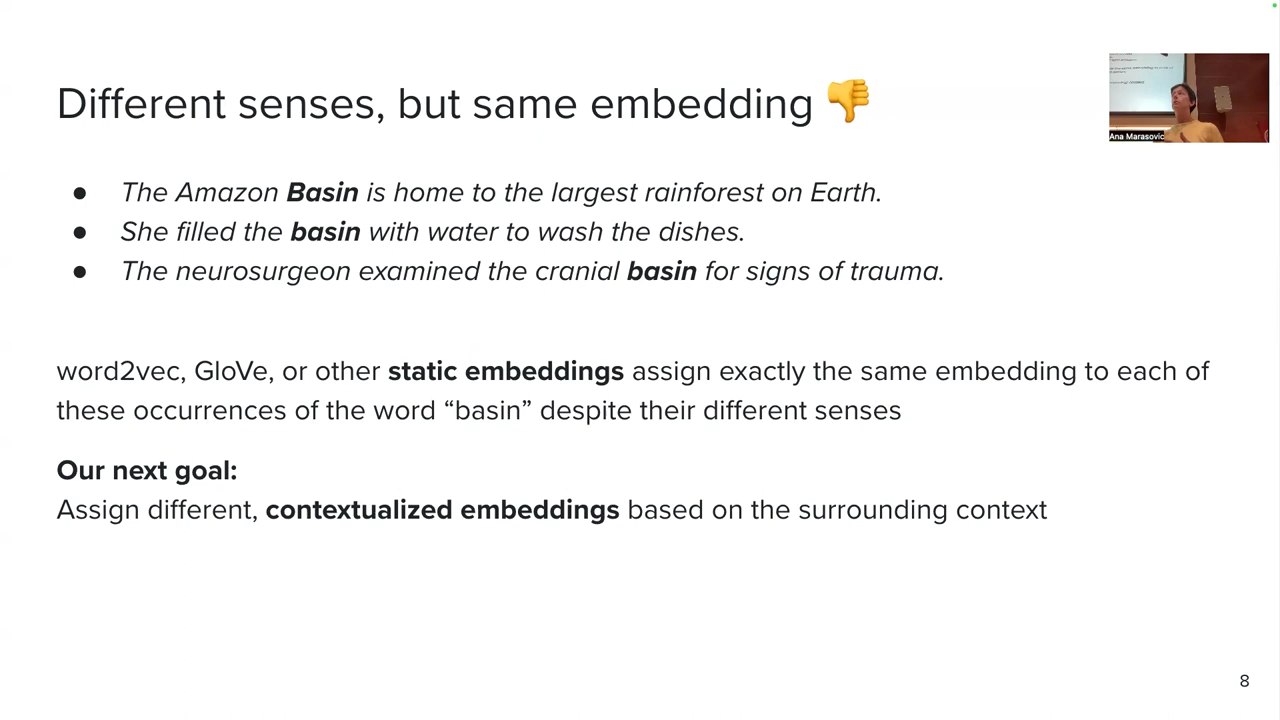 Different senses, but same embedding 👎
Ana Marasovic
● The Amazon Basin is home to the largest rainforest on Earth.
● She filled the basin with water to wash the dishes.
● The neurosurgeon examined the cranial basin for signs of trauma.
word2vec, GloVe, or other static embeddings assign exactly the same embedding to each of
these occurrences of the word “basin” despite their different senses
Our next goal:
Assign different, contextualized embeddings based on the surrounding context
8